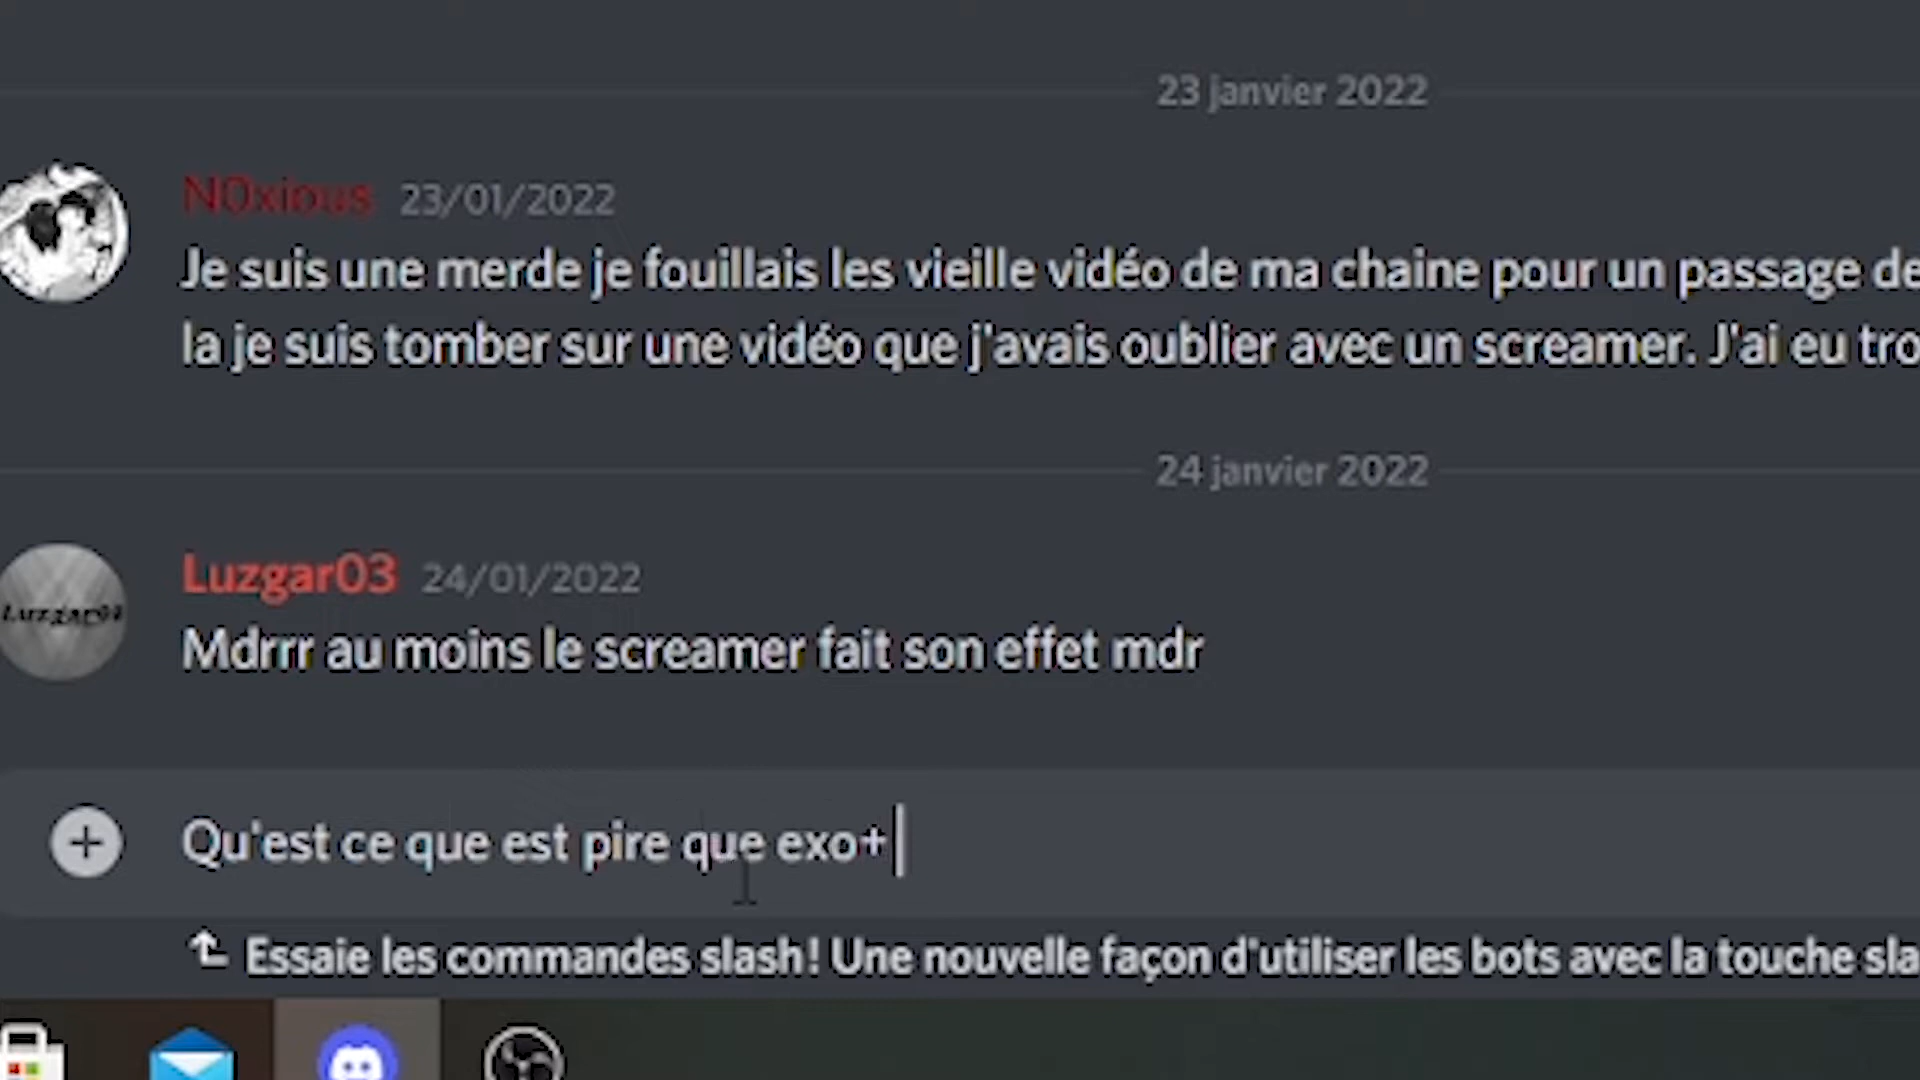 23 janvier 2022
N0xious 23/01/2022
Je suis une merde je fouillais les vieille vidéo de ma chaine pour un passage de
la je suis tomber sur une vidéo que j'avais oublier avec un screamer. J'ai eu tro
24 janvier 2022
Luzgar03
Luzgar03 24/01/2022
Mdrrr au moins le screamer fait son effet mdr
Qu'est ce que est pire que exo+
Essaie les commandes slash! Une nouvelle façon d'utiliser les bots avec la touche sla